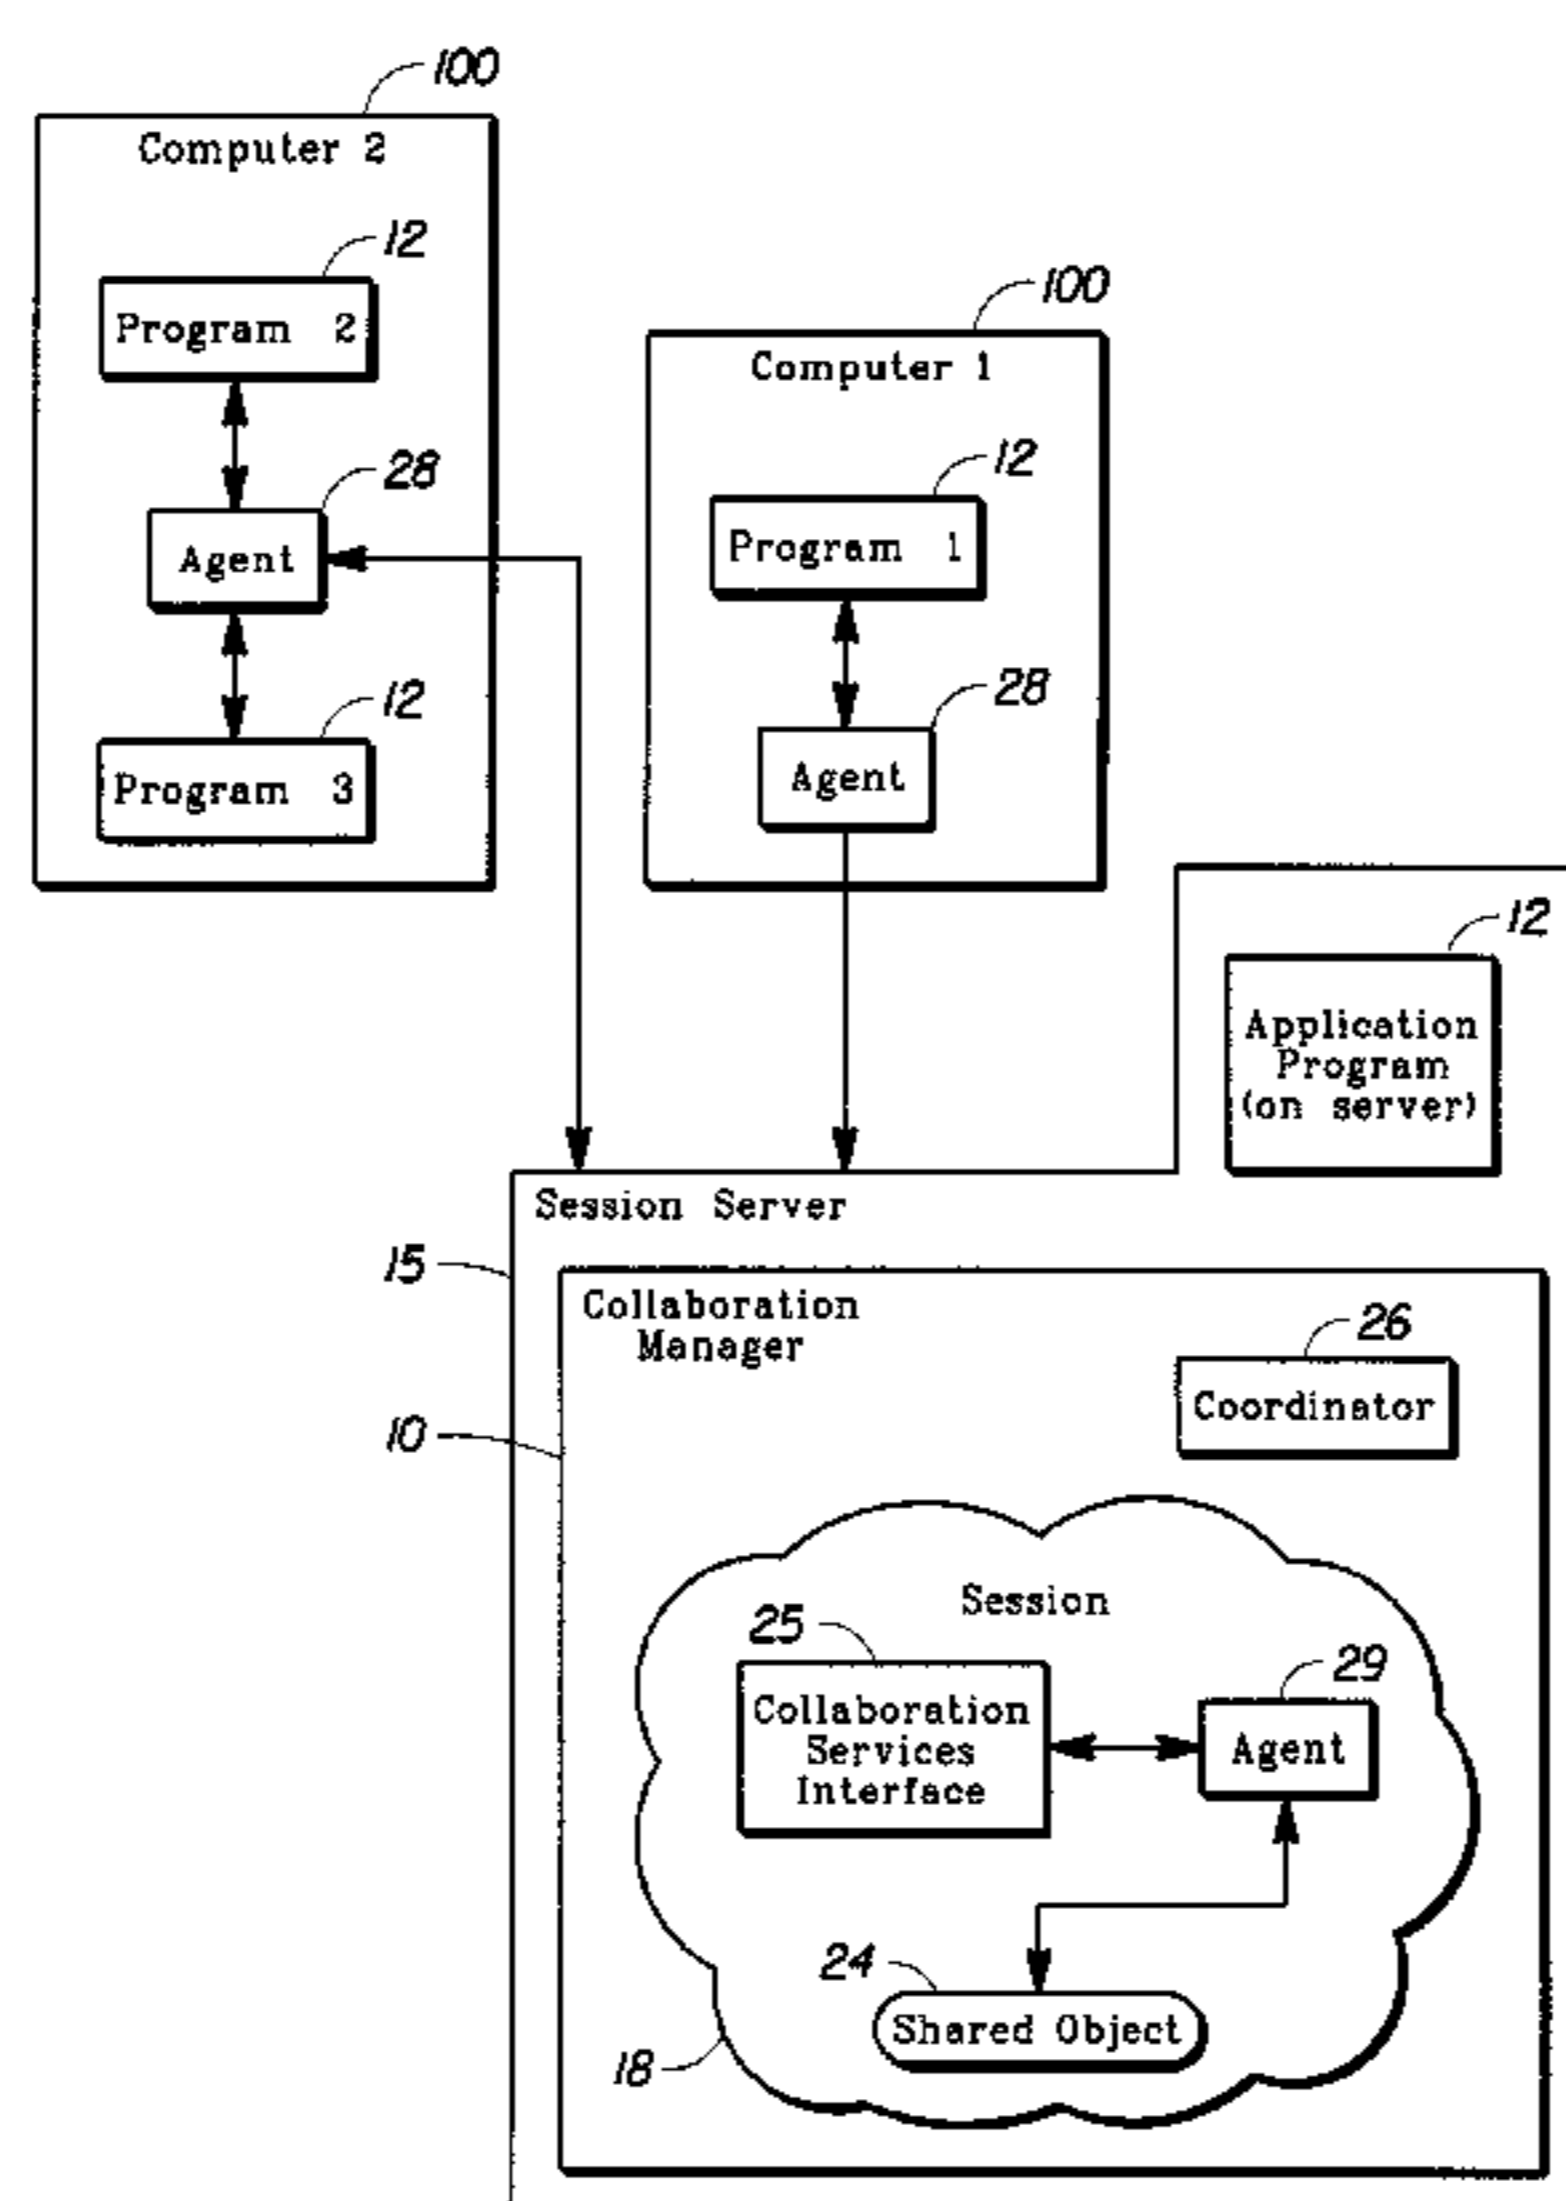 100
Computer 2
12
Program 2
28
Agent
12
Program 3
100
Computer 1
12
Program 1
28
Agent
12
Application
Program
(on server)
Session Server
15
Collaboration
Manager
10
26
Coordinator
Session
25
Collaboration
Services
Interface
29
Agent
24
Shared Object
18